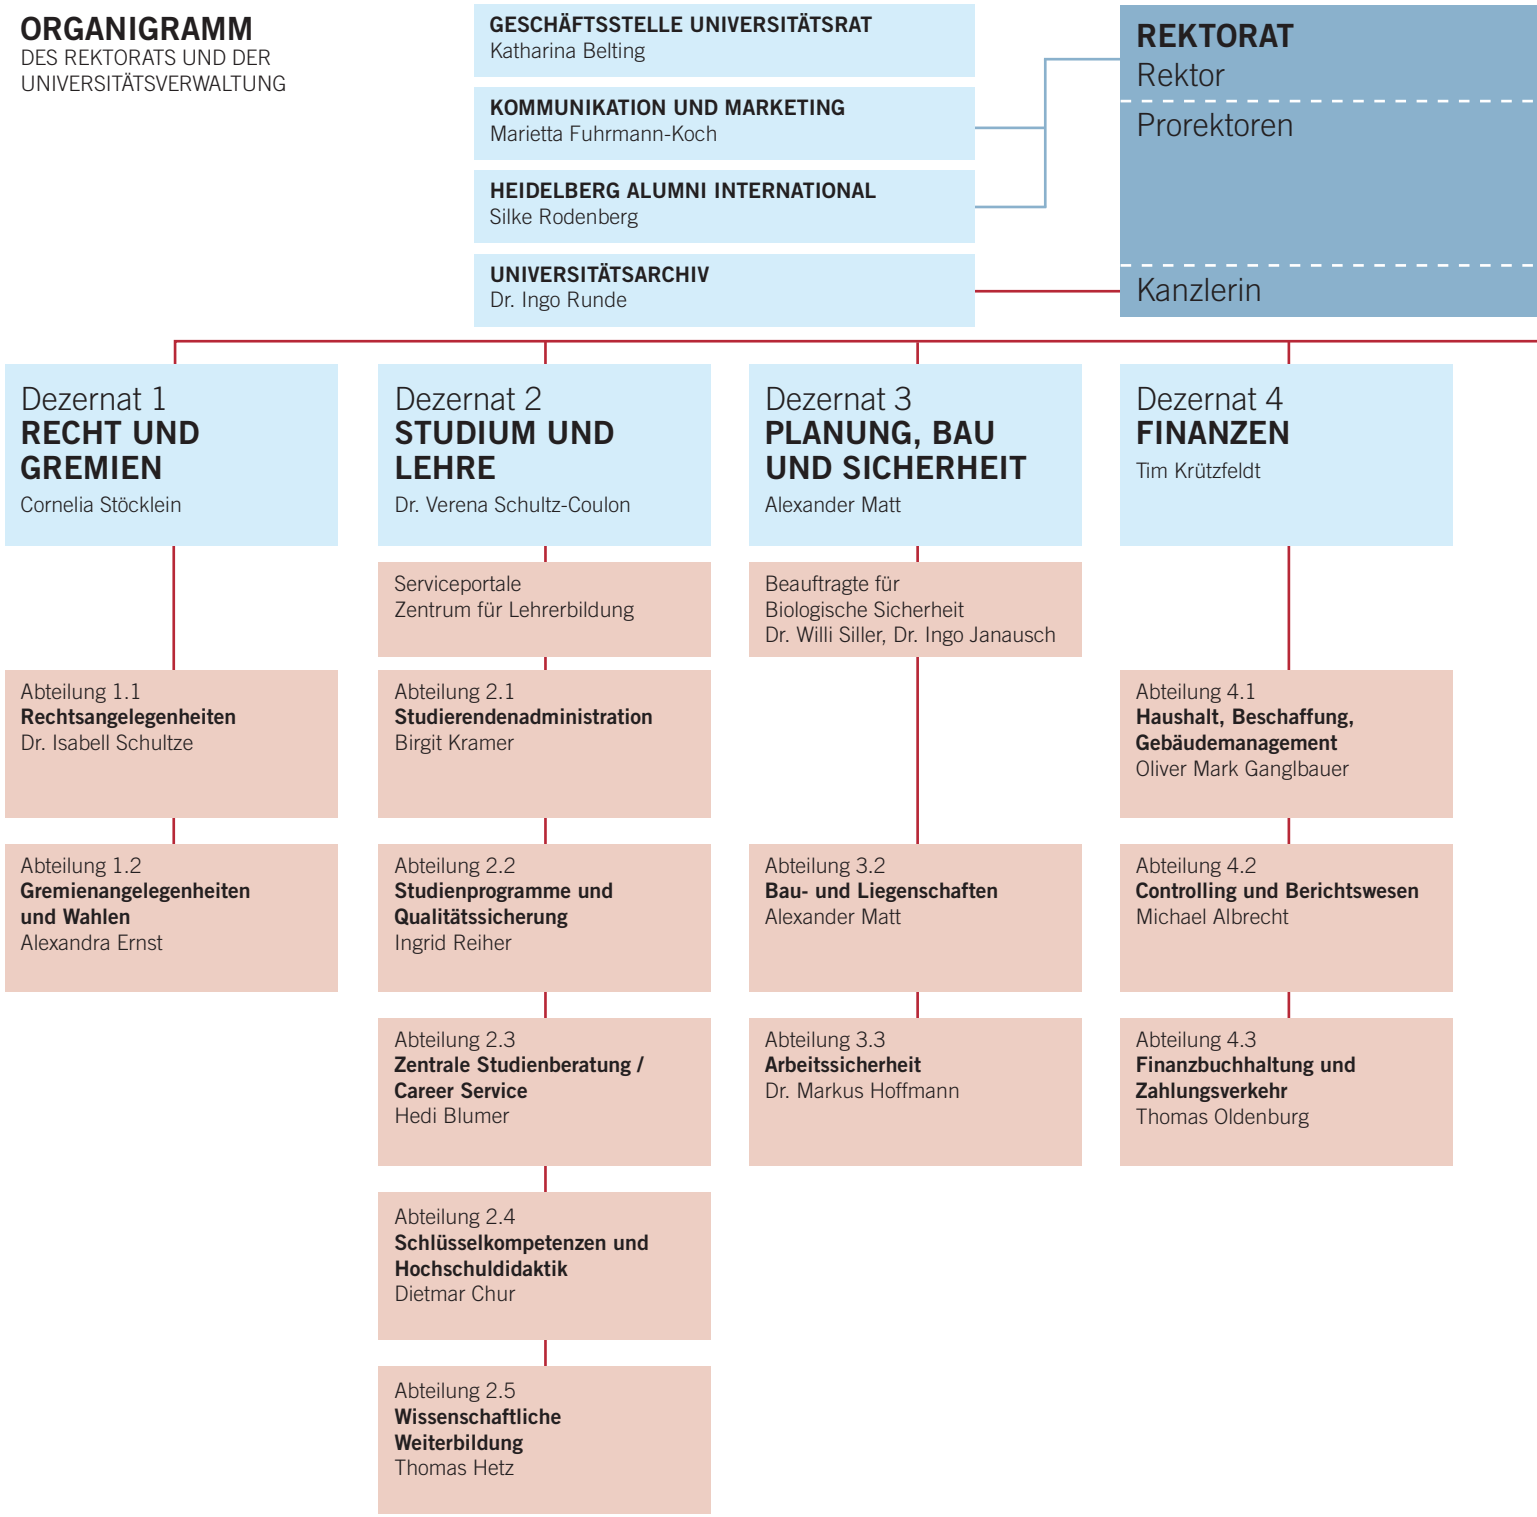 ORGANIGRAMM
DES REKTORATS UND DER
UNIVERSITÄTSVERWALTUNG
GESCHÄFTSSTELLE UNIVERSITÄTSRAT
Katharina Belting
KOMMUNIKATION UND MARKETING
Marietta Fuhrmann-Koch
HEIDELBERG ALUMNI INTERNATIONAL
Silke Rodenberg
UNIVERSITÄTSARCHIV
Dr. Ingo Runde
REKTORAT
Rektor
Prorektoren
Kanzlerin
Dezernat 1
RECHT UND
GREMIEN
Cornelia Stöcklein
Abteilung 1.1
Rechtsangelegenheiten
Dr. Isabell Schultze
Abteilung 1.2
Gremienangelegenheiten
und Wahlen
Alexandra Ernst
Dezernat 2
STUDIUM UND
LEHRE
Dr. Verena Schultz-Coulon
Serviceportale
Zentrum für Lehrerbildung
Abteilung 2.1
Studierendenadministration
Birgit Kramer
Abteilung 2.2
Studienprogramme und
Qualitätssicherung
Ingrid Reiher
Abteilung 2.3
Zentrale Studienberatung /
Career Service
Hedi Blumer
Abteilung 2.4
Schlüsselkompetenzen und
Hochschuldidaktik
Dietmar Chur
Abteilung 2.5
Wissenschaftliche
Weiterbildung
Thomas Hetz
Dezernat 3
PLANUNG, BAU
UND SICHERHEIT
Alexander Matt
Beauftragte für
Biologische Sicherheit
Dr. Willi Siller, Dr. Ingo Janausch
Abteilung 3.2
Bau- und Liegenschaften
Alexander Matt
Abteilung 3.3
Arbeitssicherheit
Dr. Markus Hoffmann
Dezernat 4
FINANZEN
Tim Krützfeldt
Abteilung 4.1
Haushalt, Beschaffung,
Gebäudemanagement
Oliver Mark Ganglbauer
Abteilung 4.2
Controlling und Berichtswesen
Michael Albrecht
Abteilung 4.3
Finanzbuchhaltung und
Zahlungsverkehr
Thomas Oldenburg